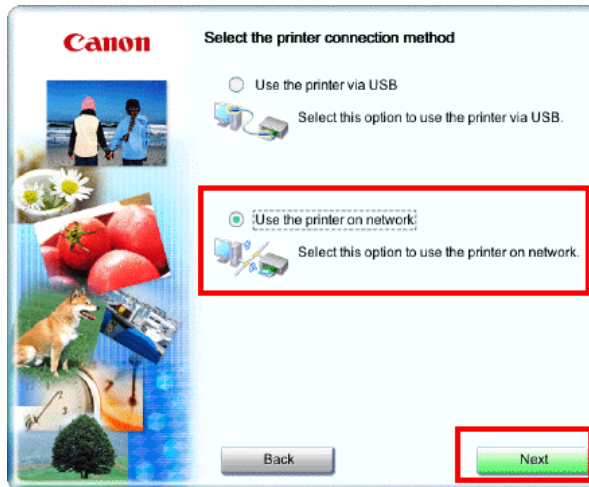 Canon
Select the printer connection method
Use the printer via USB
Select this option to use the printer via USB.
Use the printer on network
Select this option to use the printer on network.
Back
Next